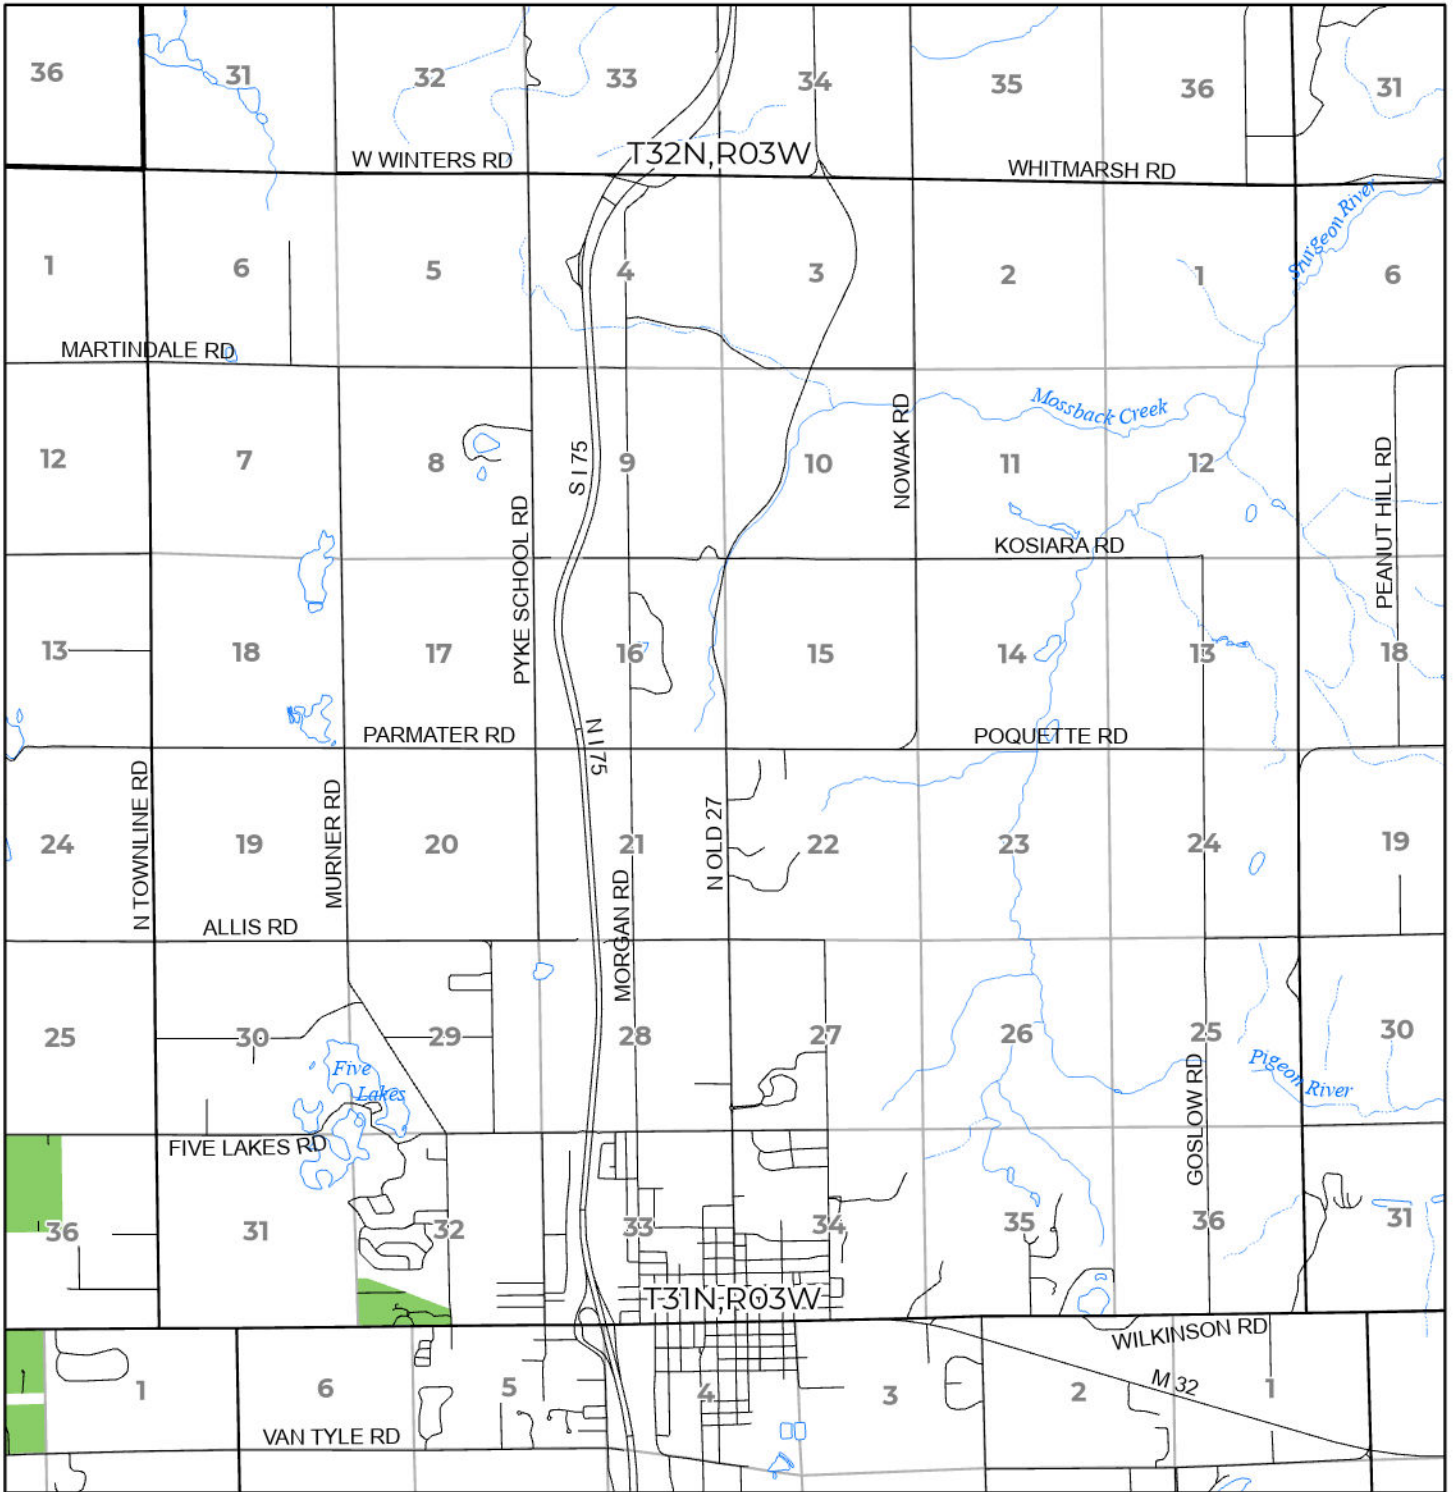 36
31
32
33
34
35
36
31
W WINTERS RD
T32N,R03W
WHITMARSH RD
Sturgeon River
1
6
5
4
3
2
1
6
MARTINDALE RD
Mossback Creek
12
7
8
S I 75
9
10
NOWAK RD
11
12
PEANUT HILL RD
PYKE SCHOOL RD
KOSIARA RD
13
18
17
16
15
14
13
18
PARMATER RD
N I 75
POQUETTE RD
N TOWNLINE RD
MURNER RD
N OLD 27
24
19
20
21
22
23
24
19
ALLIS RD
MORGAN RD
25
30
29
28
27
26
25
30
Five
Lakes
Pigeon River
GOSLOW RD
FIVE LAKES RD
36
31
32
33
34
35
36
31
T31N,R03W
WILKINSON RD
1
6
5
4
3
2
M 32
1
VAN TYLE RD